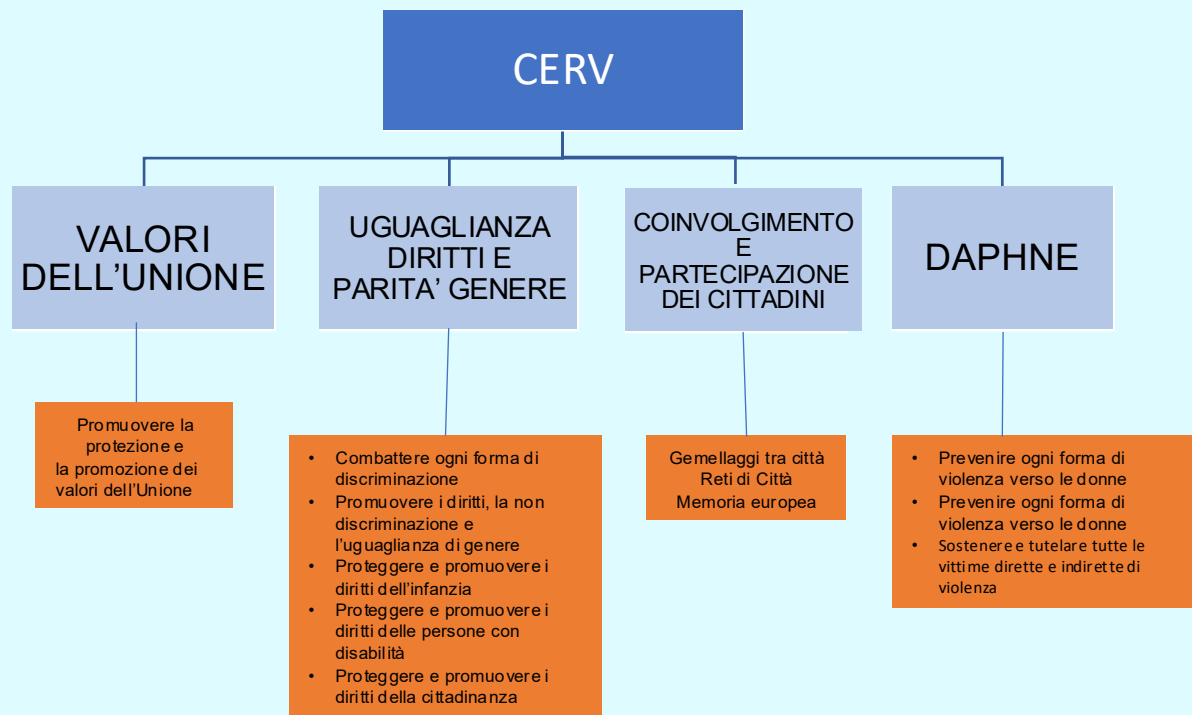 CERV
VALORI
DELL’UNIONE
UGUAGLIANZA
DIRITTI E
PARITA’ GENERE
COINVOLGIMENTO
E
PARTECIPAZIONE
DEI CITTADINI
DAPHNE
Promuovere la
protezione e
la promozione dei
valori dell’Unione
• Combattere ogni forma di
discriminazione
• Promuovere i diritti, la non
discriminazione e
l’uguaglianza di genere
• Proteggere e promuovere i
diritti dell’infanzia
• Proteggere e promuovere i
diritti delle persone con
disabilità
• Proteggere e promuovere i
diritti della cittadinanza
Gemellaggi tra città
Reti di Città
Memoria europea
• Prevenire ogni forma di
violenza verso le donne
• Prevenire ogni forma di
violenza verso le donne
• Sostenere e tutelare tutte le
vittime dirette e indirette di
violenza